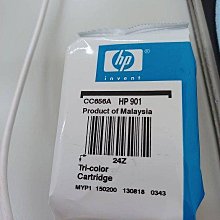 hp
invent
CC656A HP 901
Product of Malaysia
24Z
Tri-color
Cartridge
MYP1 150200 130818 0343